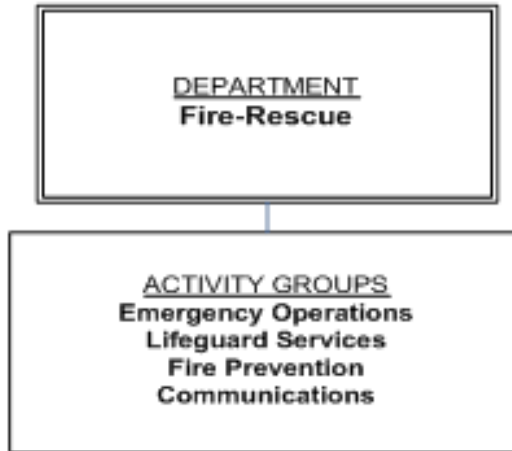 DEPARTMENT
Fire-Rescue
ACTIVITY GROUPS
Emergency Operations
Lifeguard Services
Fire Prevention
Communications